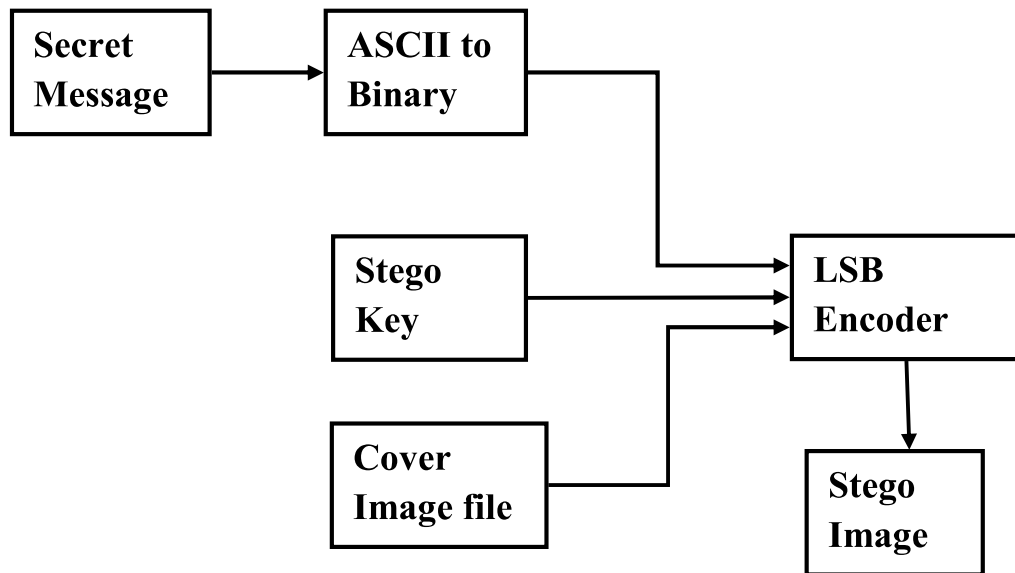 Secret
Message
ASCII to
Binary
Stego
Key
LSB
Encoder
Cover
Image file
Stego
Image